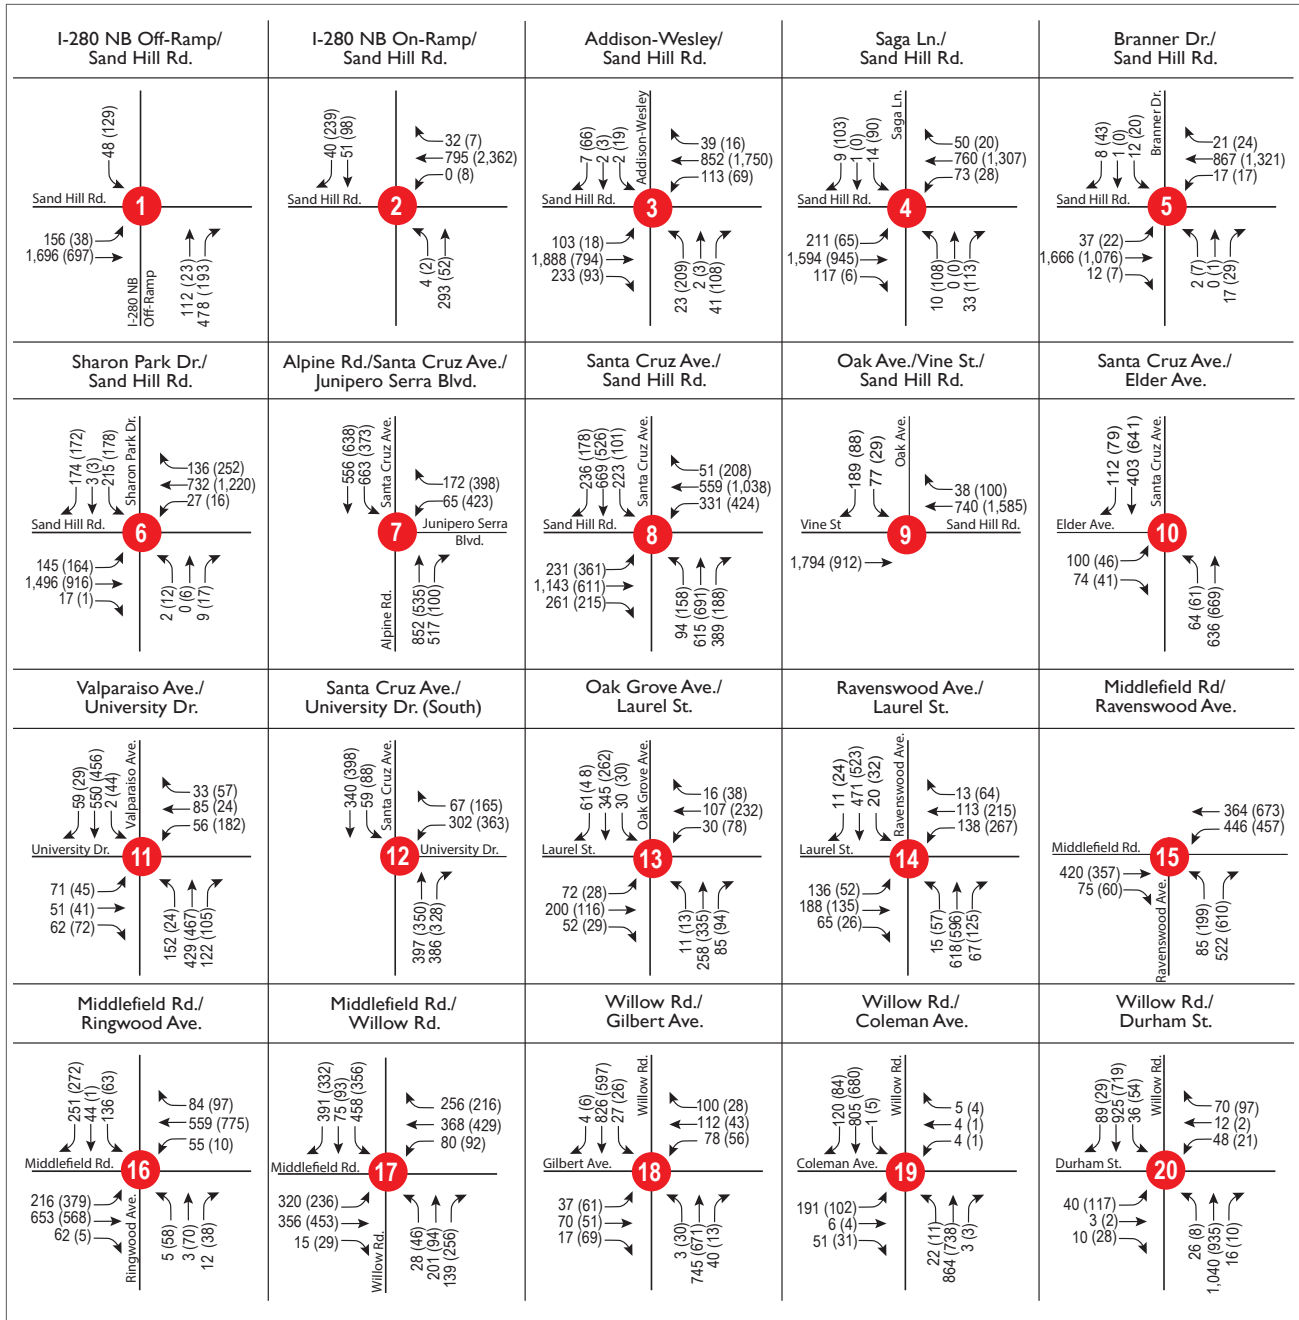 I-280 NB Off-Ramp/
Sand Hill Rd.
48 (129)
Sand Hill Rd.
1
156 (38)
1,696 (697)
I-280 NB
Off-Ramp
112 (23)
478 (193)
I-280 NB On-Ramp/
Sand Hill Rd.
40 (239)
51 (98)
32 (7)
795 (2,362)
0 (8)
Sand Hill Rd.
2
4 (2)
293 (52)
Addison-Wesley/
Sand Hill Rd.
7 (66)
2 (3)
2 (19)
Addison-Wesley
39 (16)
852 (1,750)
113 (69)
Sand Hill Rd.
3
103 (18)
1,888 (794)
233 (93)
23 (209)
2 (3)
41 (108)
Saga Ln./
Sand Hill Rd.
9 (103)
1 (0)
14 (90)
Saga Ln.
50 (20)
760 (1,307)
73 (28)
Sand Hill Rd.
4
211 (65)
1,594 (945)
117 (6)
10 (108)
0 (0)
33 (113)
Branner Dr./
Sand Hill Rd.
8 (43)
1 (0)
12 (20)
Branner Dr.
21 (24)
867 (1,321)
17 (17)
Sand Hill Rd.
5
37 (22)
1,666 (1,076)
12 (7)
2 (7)
0 (1)
17 (29)
Sharon Park Dr./
Sand Hill Rd.
174 (172)
3 (3)
215 (178)
Sharon Park Dr.
136 (252)
732 (1,220)
27 (16)
Sand Hill Rd.
6
145 (164)
1,496 (916)
17 (1)
2 (12)
0 (6)
9 (17)
Alpine Rd./Santa Cruz Ave./
Junipero Serra Blvd.
556 (638)
663 (373)
Santa Cruz Ave.
172 (398)
65 (423)
7
Junipero Serra
Blvd.
Alpine Rd.
852 (535)
517 (100)
Santa Cruz Ave./
Sand Hill Rd.
236 (178)
669 (526)
223 (101)
Santa Cruz Ave.
51 (208)
559 (1,038)
331 (424)
Sand Hill Rd.
8
231 (361)
1,143 (611)
261 (215)
94 (158)
615 (691)
389 (188)
Oak Ave./Vine St./
Sand Hill Rd.
189 (88)
77 (29)
Oak Ave.
38 (100)
740 (1,585)
Vine St
9
Sand Hill Rd.
1,794 (912)
Santa Cruz Ave./
Elder Ave.
112 (79)
403 (641)
Santa Cruz Ave.
Elder Ave.
10
100 (46)
74 (41)
64 (61)
636 (669)
Valparaiso Ave./
University Dr.
59 (29)
550 (456)
2 (44)
Valparaiso Ave.
33 (57)
85 (24)
56 (182)
University Dr.
11
71 (45)
51 (41)
62 (72)
152 (24)
429 (467)
122 (105)
Santa Cruz Ave./
University Dr. (South)
340 (398)
59 (88)
Santa Cruz Ave.
67 (165)
302 (363)
12
University Dr.
397 (350)
386 (328)
Oak Grove Ave./
Laurel St.
61(4 8)
345 (262)
30 (30)
Oak Grove Ave.
16 (38)
107 (232)
30 (78)
Laurel St.
13
72 (28)
200 (116)
52 (29)
11 (13)
258 (335)
85 (94)
Ravenswood Ave./
Laurel St.
11 (24)
471 (523)
20 (32)
Ravenswood Ave.
13 (64)
113 (215)
138 (267)
Laurel St.
14
136 (52)
188 (135)
65 (26)
15 (57)
618 (596)
67 (125)
Middlefield Rd/
Ravenswood Ave.
364 (673)
446 (457)
Middlefield Rd.
15
420 (357)
75 (60)
Ravenswood Ave.
85 (199)
522 (610)
Middlefield Rd./
Ringwood Ave.
251 (272)
44 (1)
136 (63)
84 (97)
559 (775)
55 (10)
Middlefield Rd.
16
216 (379)
653 (568)
62 (5)
Ringwood Ave.
5 (58)
3 (70)
12 (38)
Middlefield Rd./
Willow Rd.
391 (332)
75 (93)
458 (356)
256 (216)
368 (429)
80 (92)
Middlefield Rd.
17
320 (236)
356 (453)
15 (29)
Willow Rd.
28 (46)
201 (94)
139 (256)
Willow Rd./
Gilbert Ave.
4 (6)
826 (597)
27 (26)
Willow Rd.
100 (28)
112 (43)
78 (56)
Gilbert Ave.
18
37 (61)
70 (51)
17 (69)
3 (30)
745 (671)
40 (13)
Willow Rd./
Coleman Ave.
120 (84)
805 (680)
1 (5)
Willow Rd.
5 (4)
4 (1)
4 (1)
Coleman Ave.
19
191 (102)
6 (4)
51 (31)
22 (11)
864 (738)
3 (3)
Willow Rd./
Durham St.
89 (29)
925 (719)
36 (54)
Willow Rd.
70 (97)
12 (2)
48 (21)
Durham St.
20
40 (117)
3 (2)
10 (28)
26 (8)
1,040 (935)
16 (10)